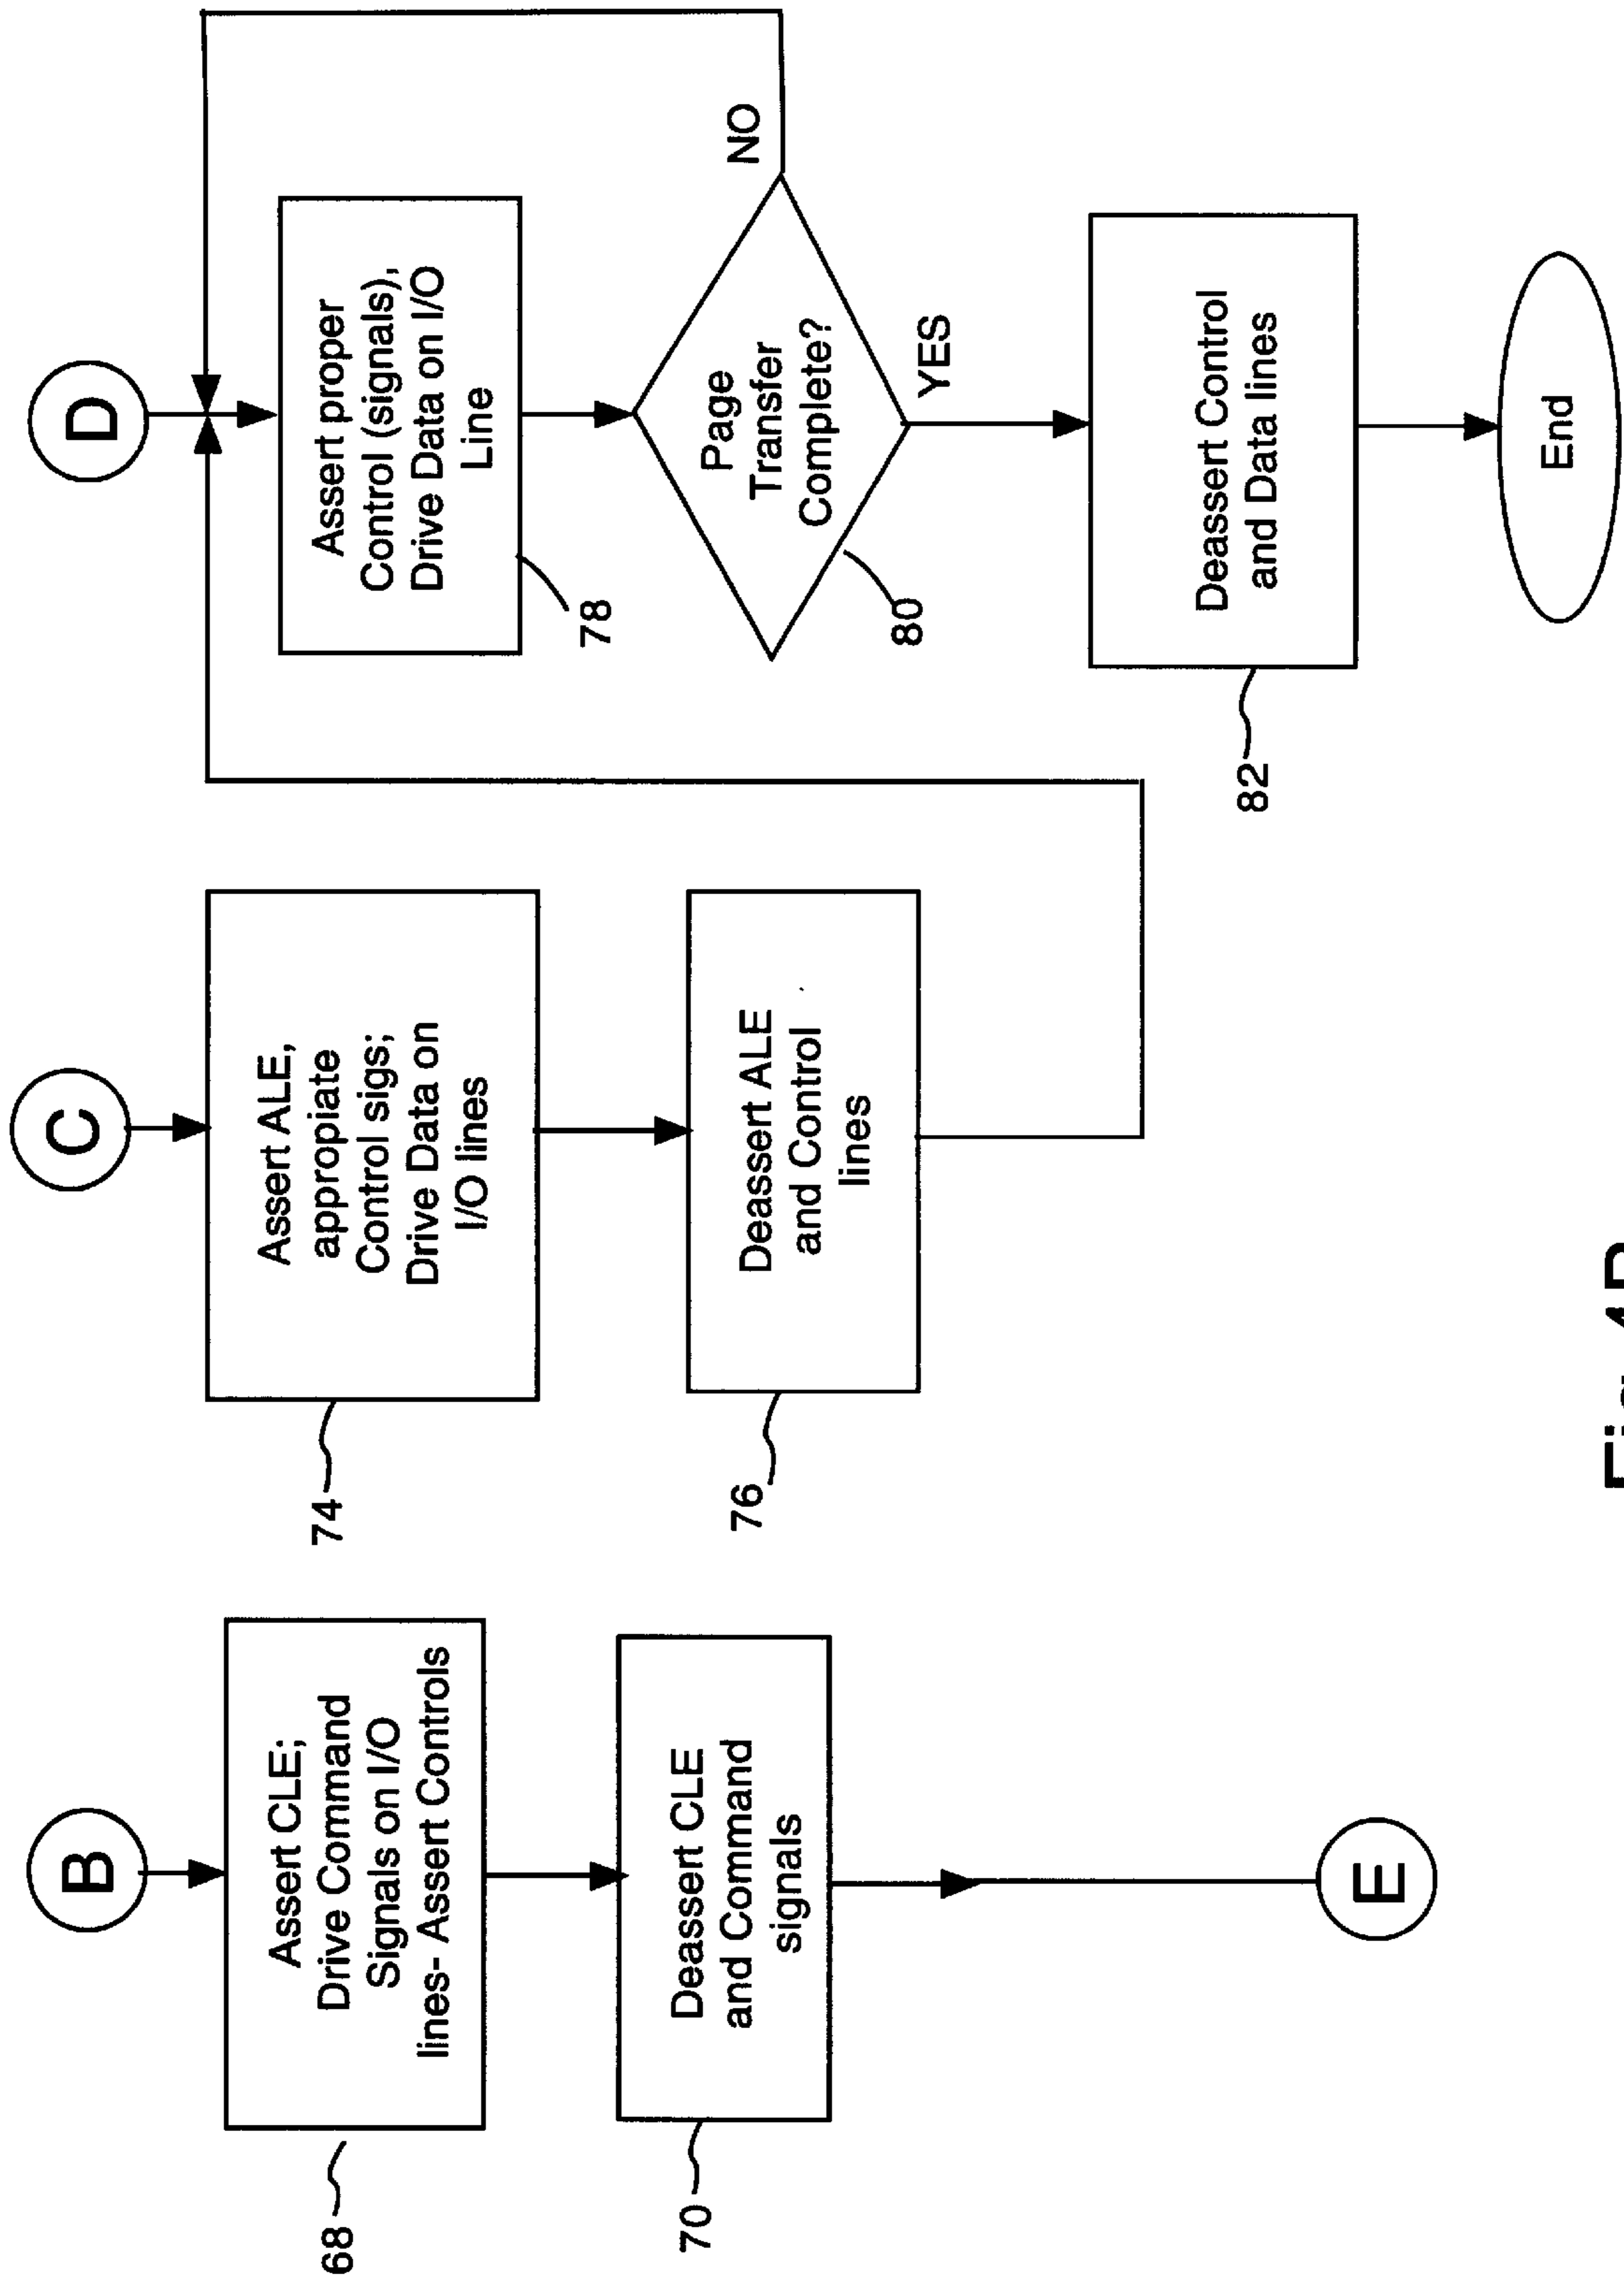 B
Assert CLE;
Drive Command
Signals on I/O
lines- Assert Controls
68
Deassert CLE
and Command
signals
70
E
C
Assert ALE,
appropiate
Control sigs;
Drive Data on
I/O lines
74
Deassert ALE
and Control
lines
76
D
Assert proper
Control (signals),
Drive Data on I/O
Line
78
Page
Transfer
Complete?
80
NO
YES
Deassert Control
and Data lines
82
End